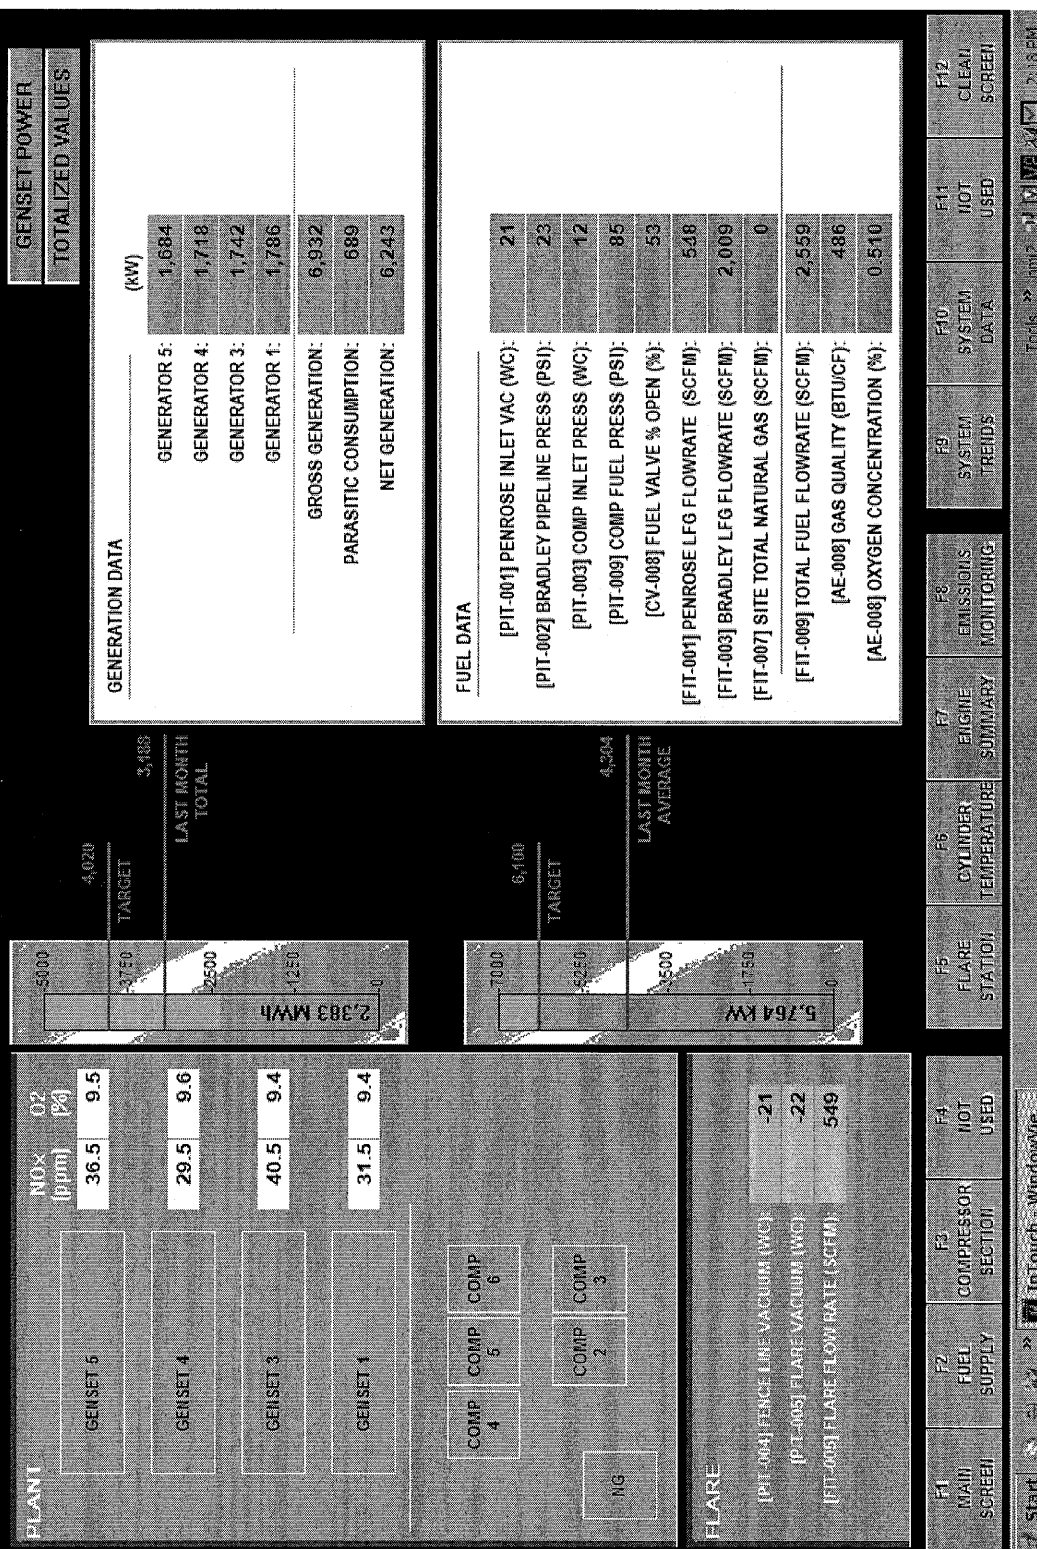 GENSET POWER
TOTALIZED VALUES
PLANT
NOx
(ppm)
O2
(%)
GENSET 5
36.5
9.5
GENSET 4
29.5
9.6
GENSET 3
40.5
9.4
GENSET 1
31.5
9.4
COMP
4
COMP
5
COMP
6
COMP
2
COMP
3
NG
FLARE
[PIT-004] FENCE LINE VACUUM (WC): -21
[PIT-005] FLARE VACUUM (WC): -22
[FIT-005] FLARE FLOW RATE (SCFM): 549
5000
3750
2500
1250
0
2,383 MWh
4,020
TARGET
3,188
LAST MONTH
TOTAL
7000
5250
3500
1750
0
5,764 KW
6,100
TARGET
4,304
LAST MONTH
AVERAGE
GENERATION DATA
(kW)
GENERATOR 5: 1,684
GENERATOR 4: 1,718
GENERATOR 3: 1,742
GENERATOR 1: 1,786
GROSS GENERATION: 6,932
PARASITIC CONSUMPTION: 689
NET GENERATION: 6,243
FUEL DATA
[PIT-001] PENROSE INLET VAC (WC): 21
[PIT-002] BRADLEY PIPELINE PRESS (PSI): 23
[PIT-003] COMP INLET PRESS (WC): 12
[PIT-009] COMP FUEL PRESS (PSI): 85
[CV-008] FUEL VALVE % OPEN (%): 53
[FIT-001] PENROSE LFG FLOWRATE (SCFM): 548
[FIT-003] BRADLEY LFG FLOWRATE (SCFM): 2,009
[FIT-007] SITE TOTAL NATURAL GAS (SCFM): 0
[FIT-009] TOTAL FUEL FLOWRATE (SCFM): 2,559
[AE-008] GAS QUALITY (BTU/CF): 486
[AE-008] OXYGEN CONCENTRATION (%): 0.510
F1
MAIN
SCREEN
F2
FUEL
SUPPLY
F3
COMPRESSOR
SECTION
F4
NOT
USED
F5
FLARE
STATION
F6
CYLINDER
TEMPERATURE
F7
ENGINE
SUMMARY
F8
EMISSIONS
MONITORING
F9
SYSTEM
TRENDS
F10
SYSTEM
DATA
F11
NOT
USED
F12
CLEAN
SCREEN
Start
»
InTouch - WindowVie
Tools
»
2:18 PM